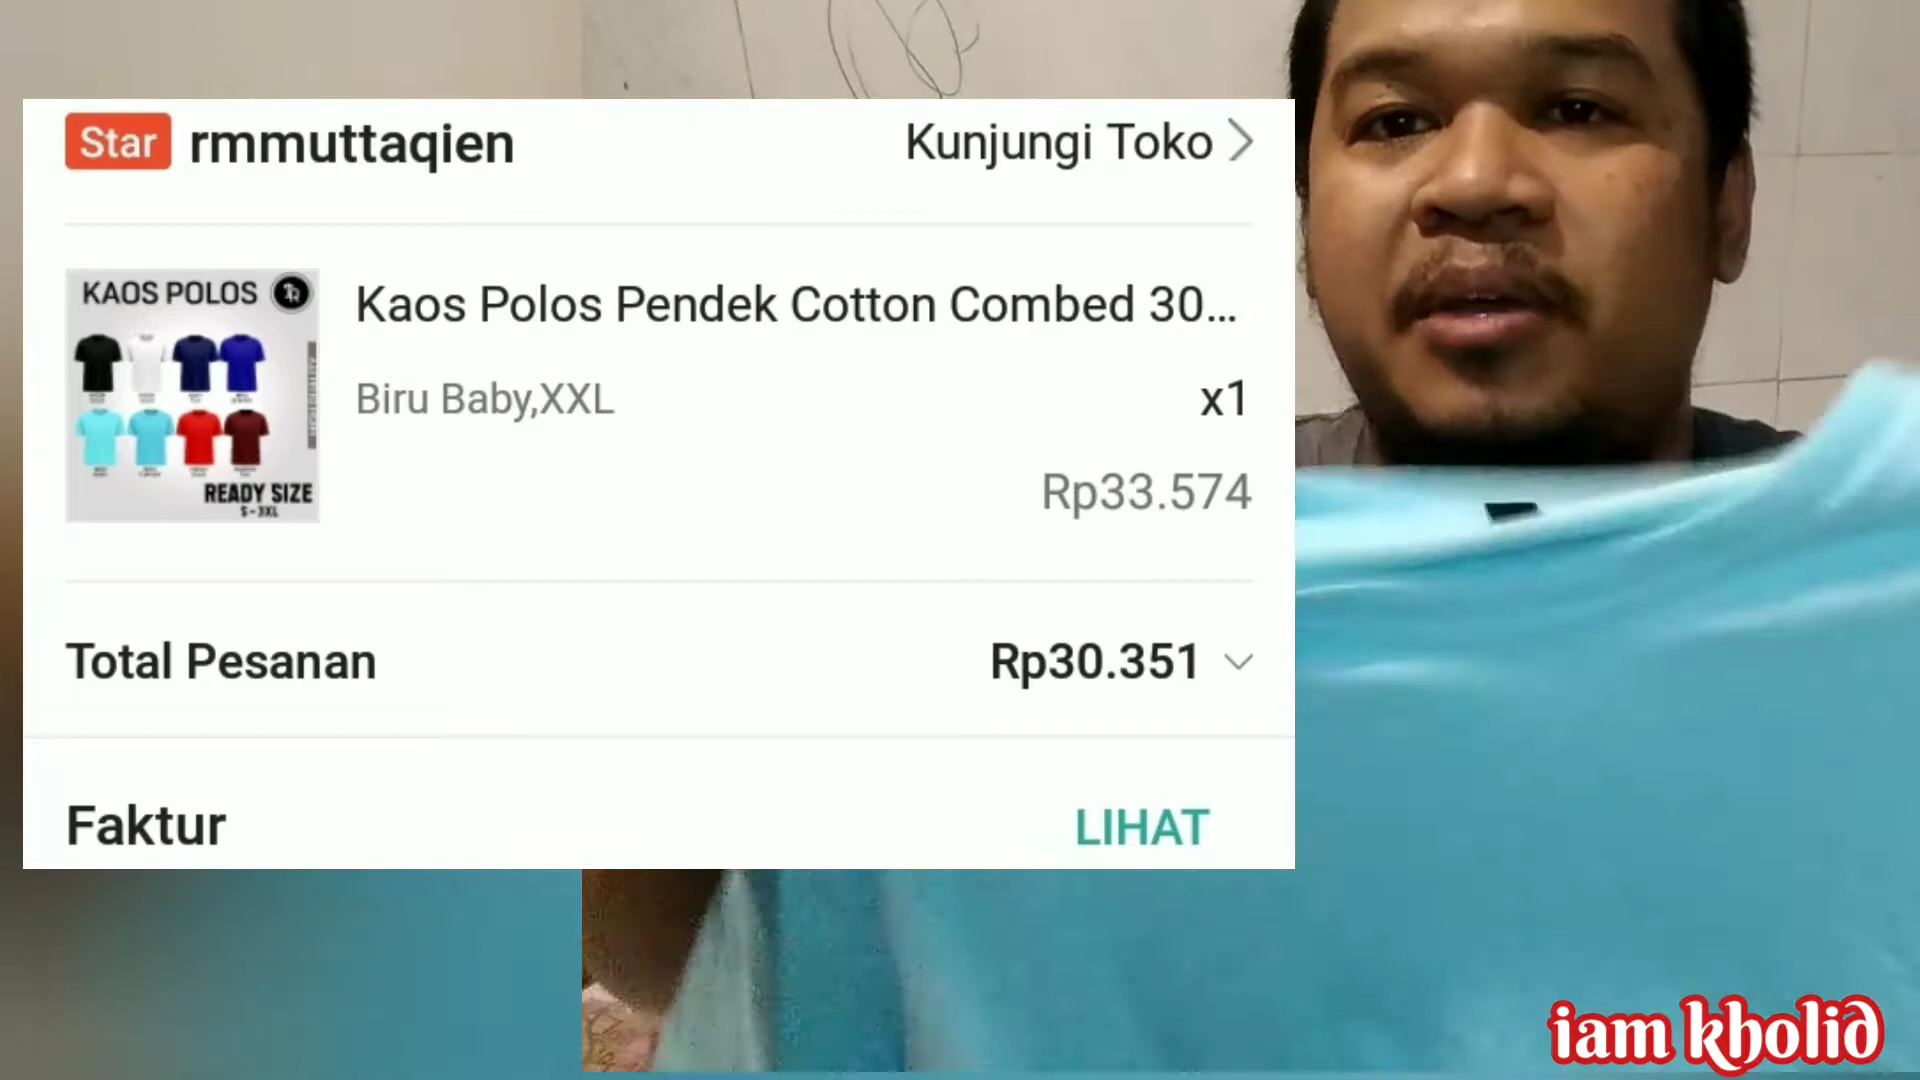 Star rmmuttaqien
Kunjungi Toko
KAOS POLOS
READY SIZE
S-3XL
Kaos Polos Pendek Cotton Combed 30...
Biru Baby,XXL
x1
Rp33.574
Total Pesanan
Rp30.351
Faktur
LIHAT
iam kholid